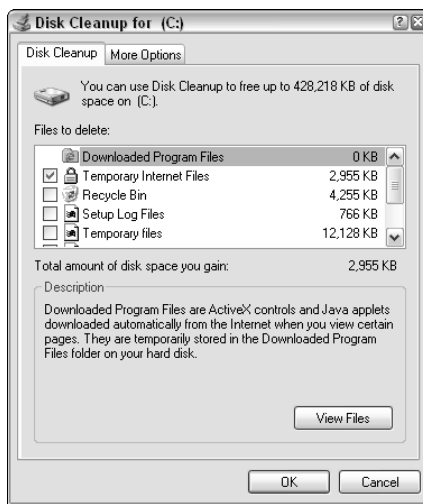 Disk Cleanup for (C:)
Disk Cleanup More Options
You can use Disk Cleanup to free up to 428,218 KB of disk
space on (C:).
Files to delete:
Downloaded Program Files 0 KB
Temporary Internet Files 2,955 KB
Recycle Bin 4,255 KB
Setup Log Files 766 KB
Temporary files 12,128 KB
Total amount of disk space you gain: 2,955 KB
Description
Downloaded Program Files are ActiveX controls and Java applets
downloaded automatically from the Internet when you view certain
pages. They are temporarily stored in the Downloaded Program
Files folder on your hard disk.
View Files
OK Cancel